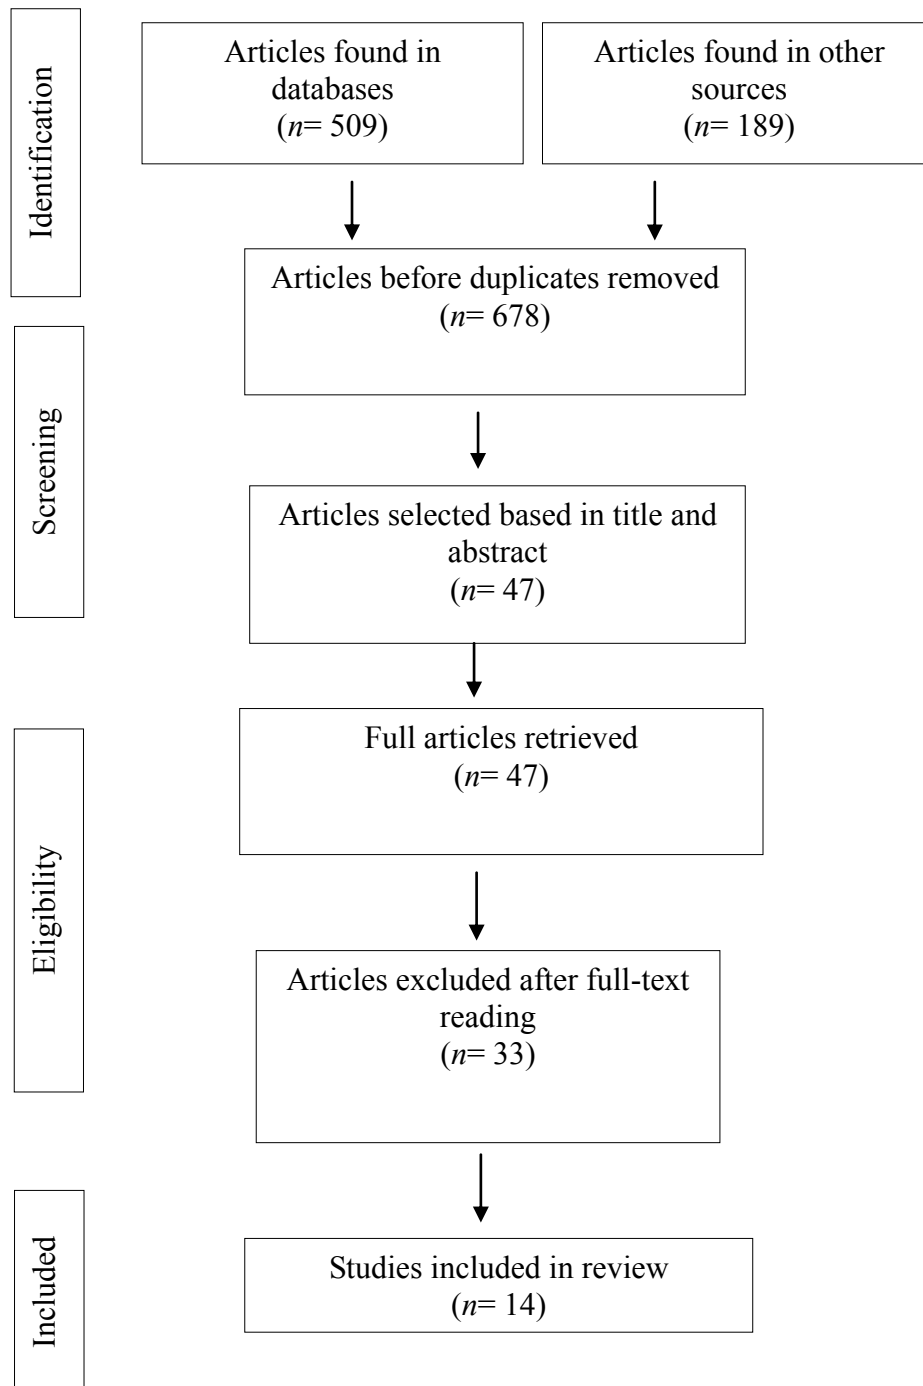 Identification
Articles found in
databases
(n= 509)
Articles found in other
sources
(n= 189)
Articles before duplicates removed
(n= 678)
Screening
Articles selected based in title and
abstract
(n= 47)
Eligibility
Full articles retrieved
(n= 47)
Articles excluded after full-text
reading
(n= 33)
Included
Studies included in review
(n= 14)